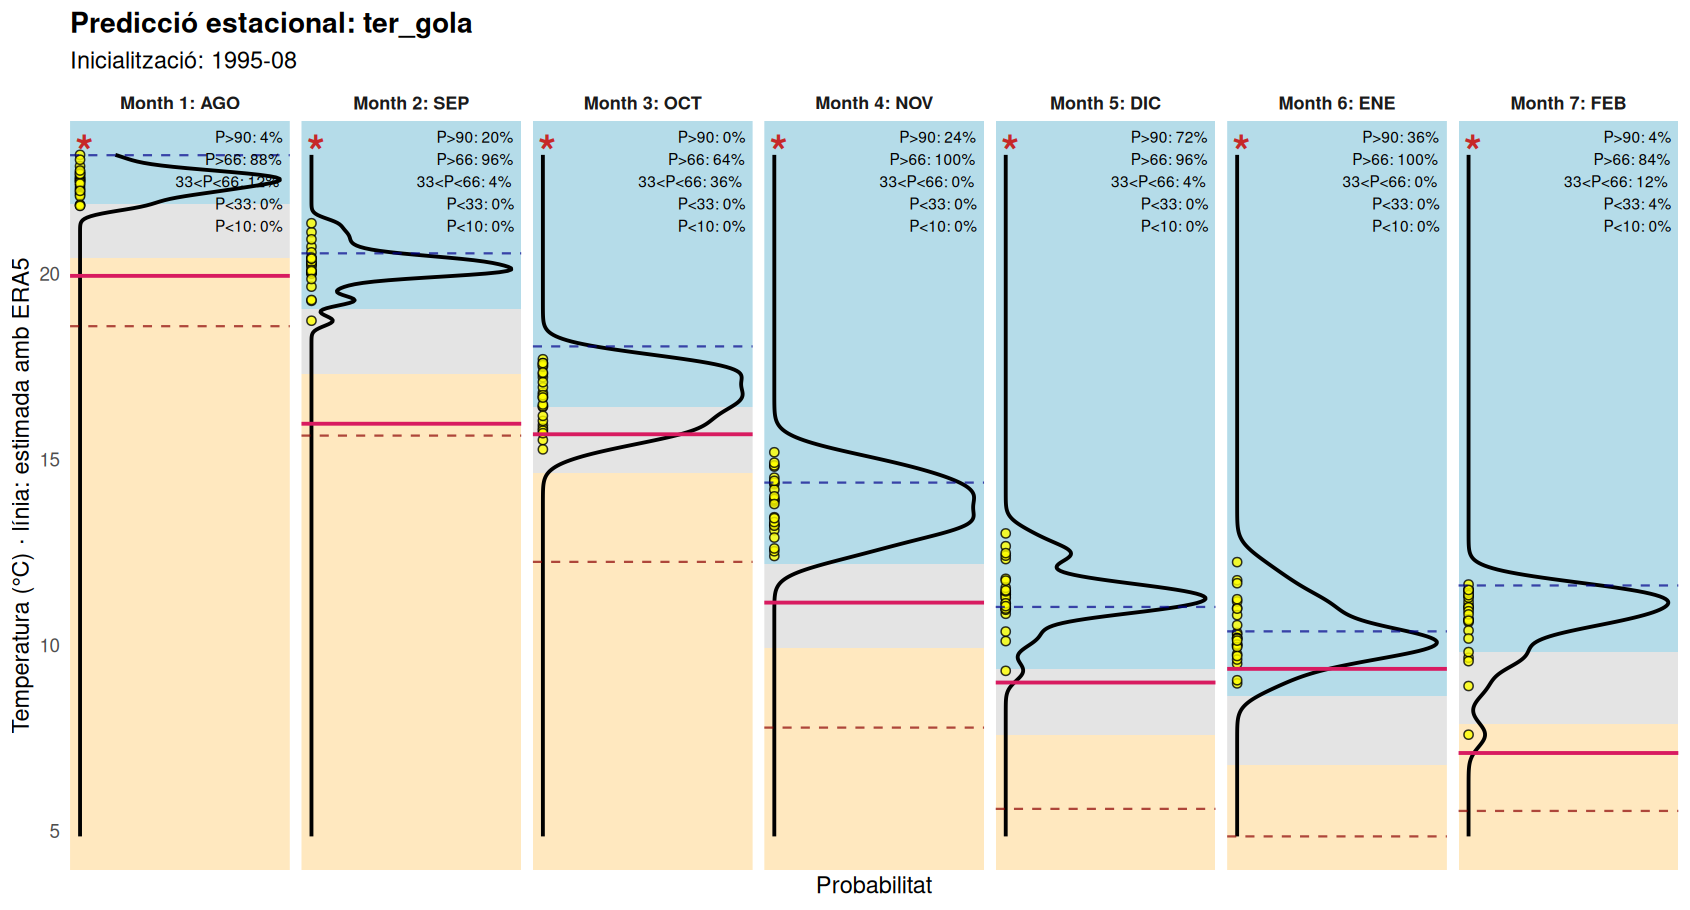 Predicció estacional: ter_gola
Inicialització: 1995-08
Month 1: AGO
Month 2: SEP
Month 3: OCT
Month 4: NOV
Month 5: DIC
Month 6: ENE
Month 7: FEB
*
P>90: 4%
P>66: 88%
33<P<66: 12%
P<33: 0%
P<10: 0%
*
P>90: 20%
P>66: 96%
33<P<66: 4%
P<33: 0%
P<10: 0%
*
P>90: 0%
P>66: 64%
33<P<66: 36%
P<33: 0%
P<10: 0%
*
P>90: 24%
P>66: 100%
33<P<66: 0%
P<33: 0%
P<10: 0%
*
P>90: 72%
P>66: 96%
33<P<66: 4%
P<33: 0%
P<10: 0%
*
P>90: 36%
P>66: 100%
33<P<66: 0%
P<33: 0%
P<10: 0%
*
P>90: 4%
P>66: 84%
33<P<66: 12%
P<33: 4%
P<10: 0%
20
15
10
5
Temperatura (°C) · línia: estimada amb ERA5
Probabilitat